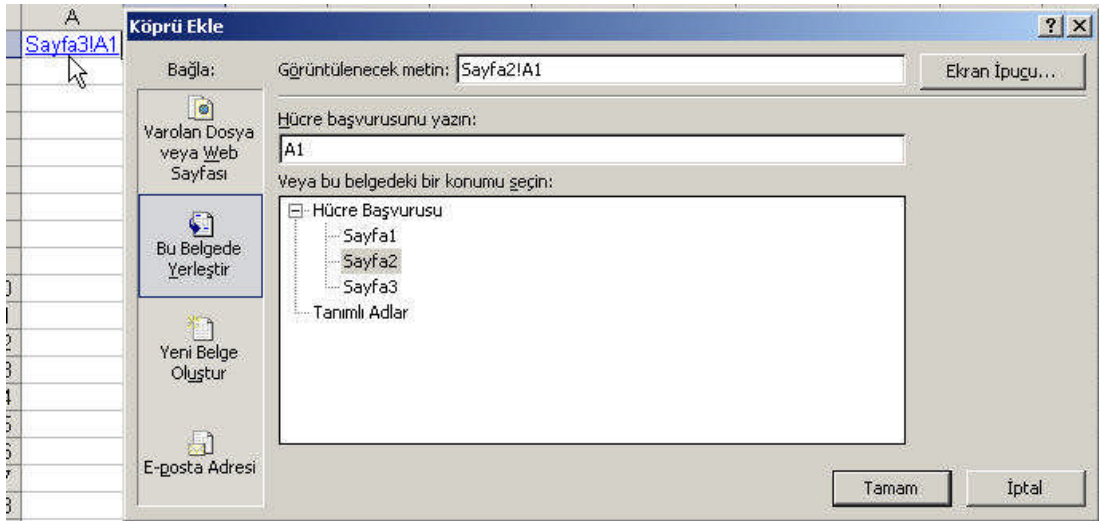 A
Sayfa3!A1
Köprü Ekle
Bağla:
Görüntülenecek metin: Sayfa2!A1
Ekran İpucu...
Varolan Dosya
veya Web
Sayfası
Hücre başvurusunu yazın:
A1
Veya bu belgedeki bir konumu seçin:
Hücre Başvurusu
Sayfa1
Sayfa2
Sayfa3
Tanımlı Adlar
Bu Belgede
Yerleştir
Yeni Belge
Oluştur
E-posta Adresi
Tamam
İptal